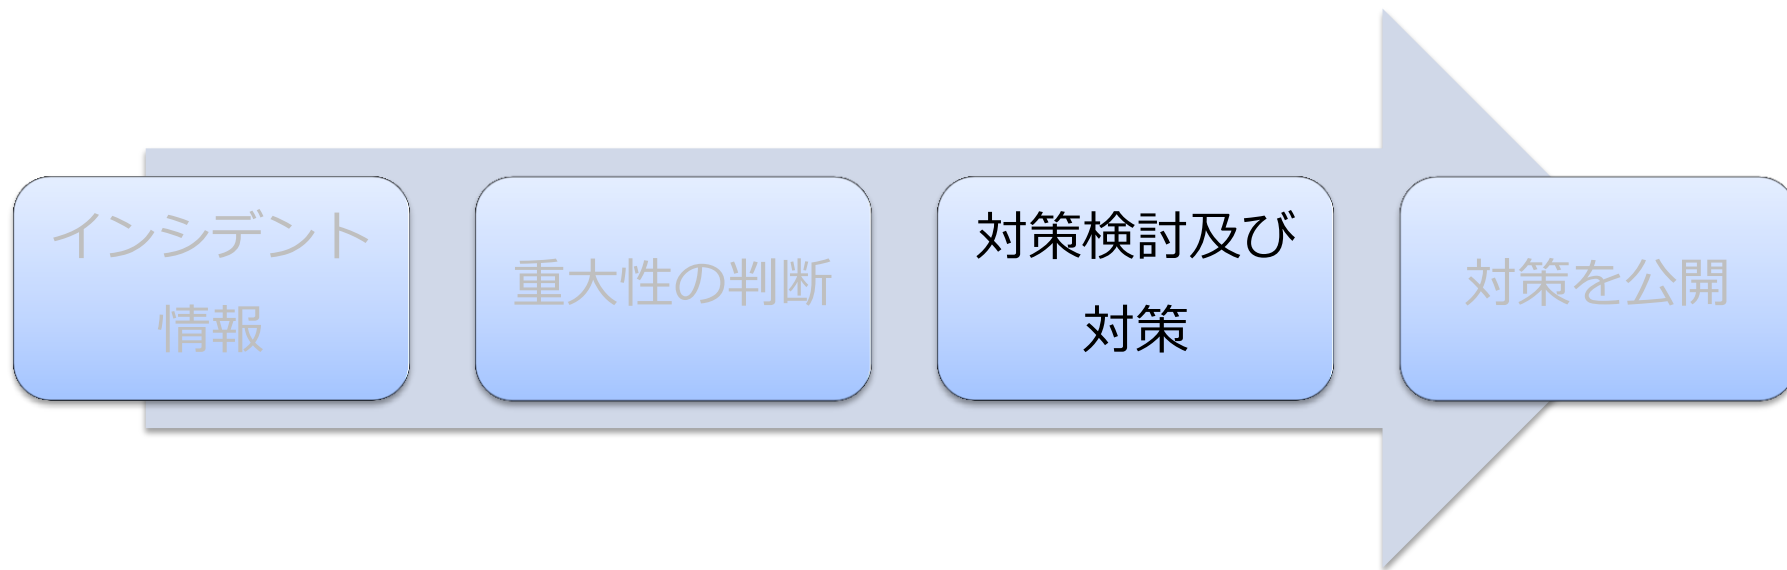 インシデント
情報
重大性の判断
対策検討及び
対策
対策を公開